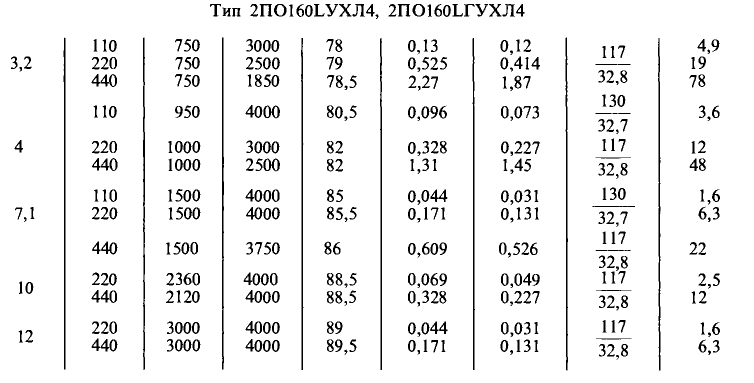 Тип 2ПО160LУХЛ4, 2ПО160LГУХЛ4
3,2 110 750 3000 78 0,13 0,12 117/32,8 4,9
220 750 2500 79 0,525 0,414 19
440 750 1850 78,5 2,27 1,87 78
110 950 4000 80,5 0,096 0,073 130/32,7 3,6
4 220 1000 3000 82 0,328 0,227 117/32,8 12
440 1000 2500 82 1,31 1,45 48
7,1 110 1500 4000 85 0,044 0,031 130/32,7 1,6
220 1500 4000 85,5 0,171 0,131 6,3
440 1500 3750 86 0,609 0,526 117/32,8 22
10 220 2360 4000 88,5 0,069 0,049 117/32,8 2,5
440 2120 4000 88,5 0,328 0,227 12
12 220 3000 4000 89 0,044 0,031 117/32,8 1,6
440 3000 4000 89,5 0,171 0,131 6,3